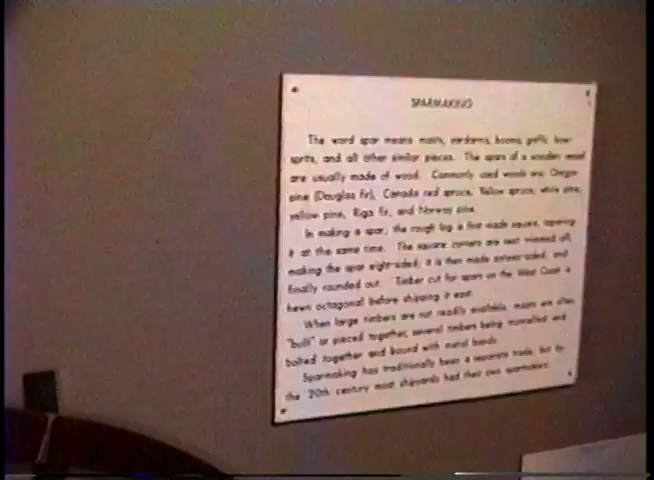 SPARMAKING
The word spar means masts, yardarms, booms, gaffs, bow-
sprits, and all other similar pieces. The spars of a wooden vessel
are usually made of wood. Commonly used woods are: Oregon
pine (Douglas fir), Canada red spruce, Yellow spruce, white pine,
yellow pine, Riga fir, and Norway pine.
In making a spar, the rough log is first made square, tapering
it at the same time. The square corners are next trimmed off,
making the spar eight-sided; it is then made sixteen-sided, and
finally rounded out. Timber cut for spars on the West Coast is
hewn octagonal before shipping it east.
When large timbers are not readily available, masts are often
"built" or pieced together, several timbers being mortised and
bolted together and bound with metal bands.
Sparmaking has traditionally been a separate trade, but by
the 20th century most shipyards had their own sparmakers.